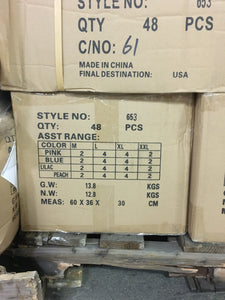 STYLE NO: 653
QTY 48 PCS
C/NO: 61
MADE IN CHINA
FINAL DESTINATION: USA
STYLE NO: 653
QTY: 48 PCS
ASST RANGE:
COLOR M L XL XXL
PINK 2 4 4 2
BLUE 2 4 4 2
LILAC 2 4 4 2
PEACH 2 4 4 2
G.W: 13.8 KGS
N.W: 12.8 KGS
MEAS: 60 X 36 X 30 CM